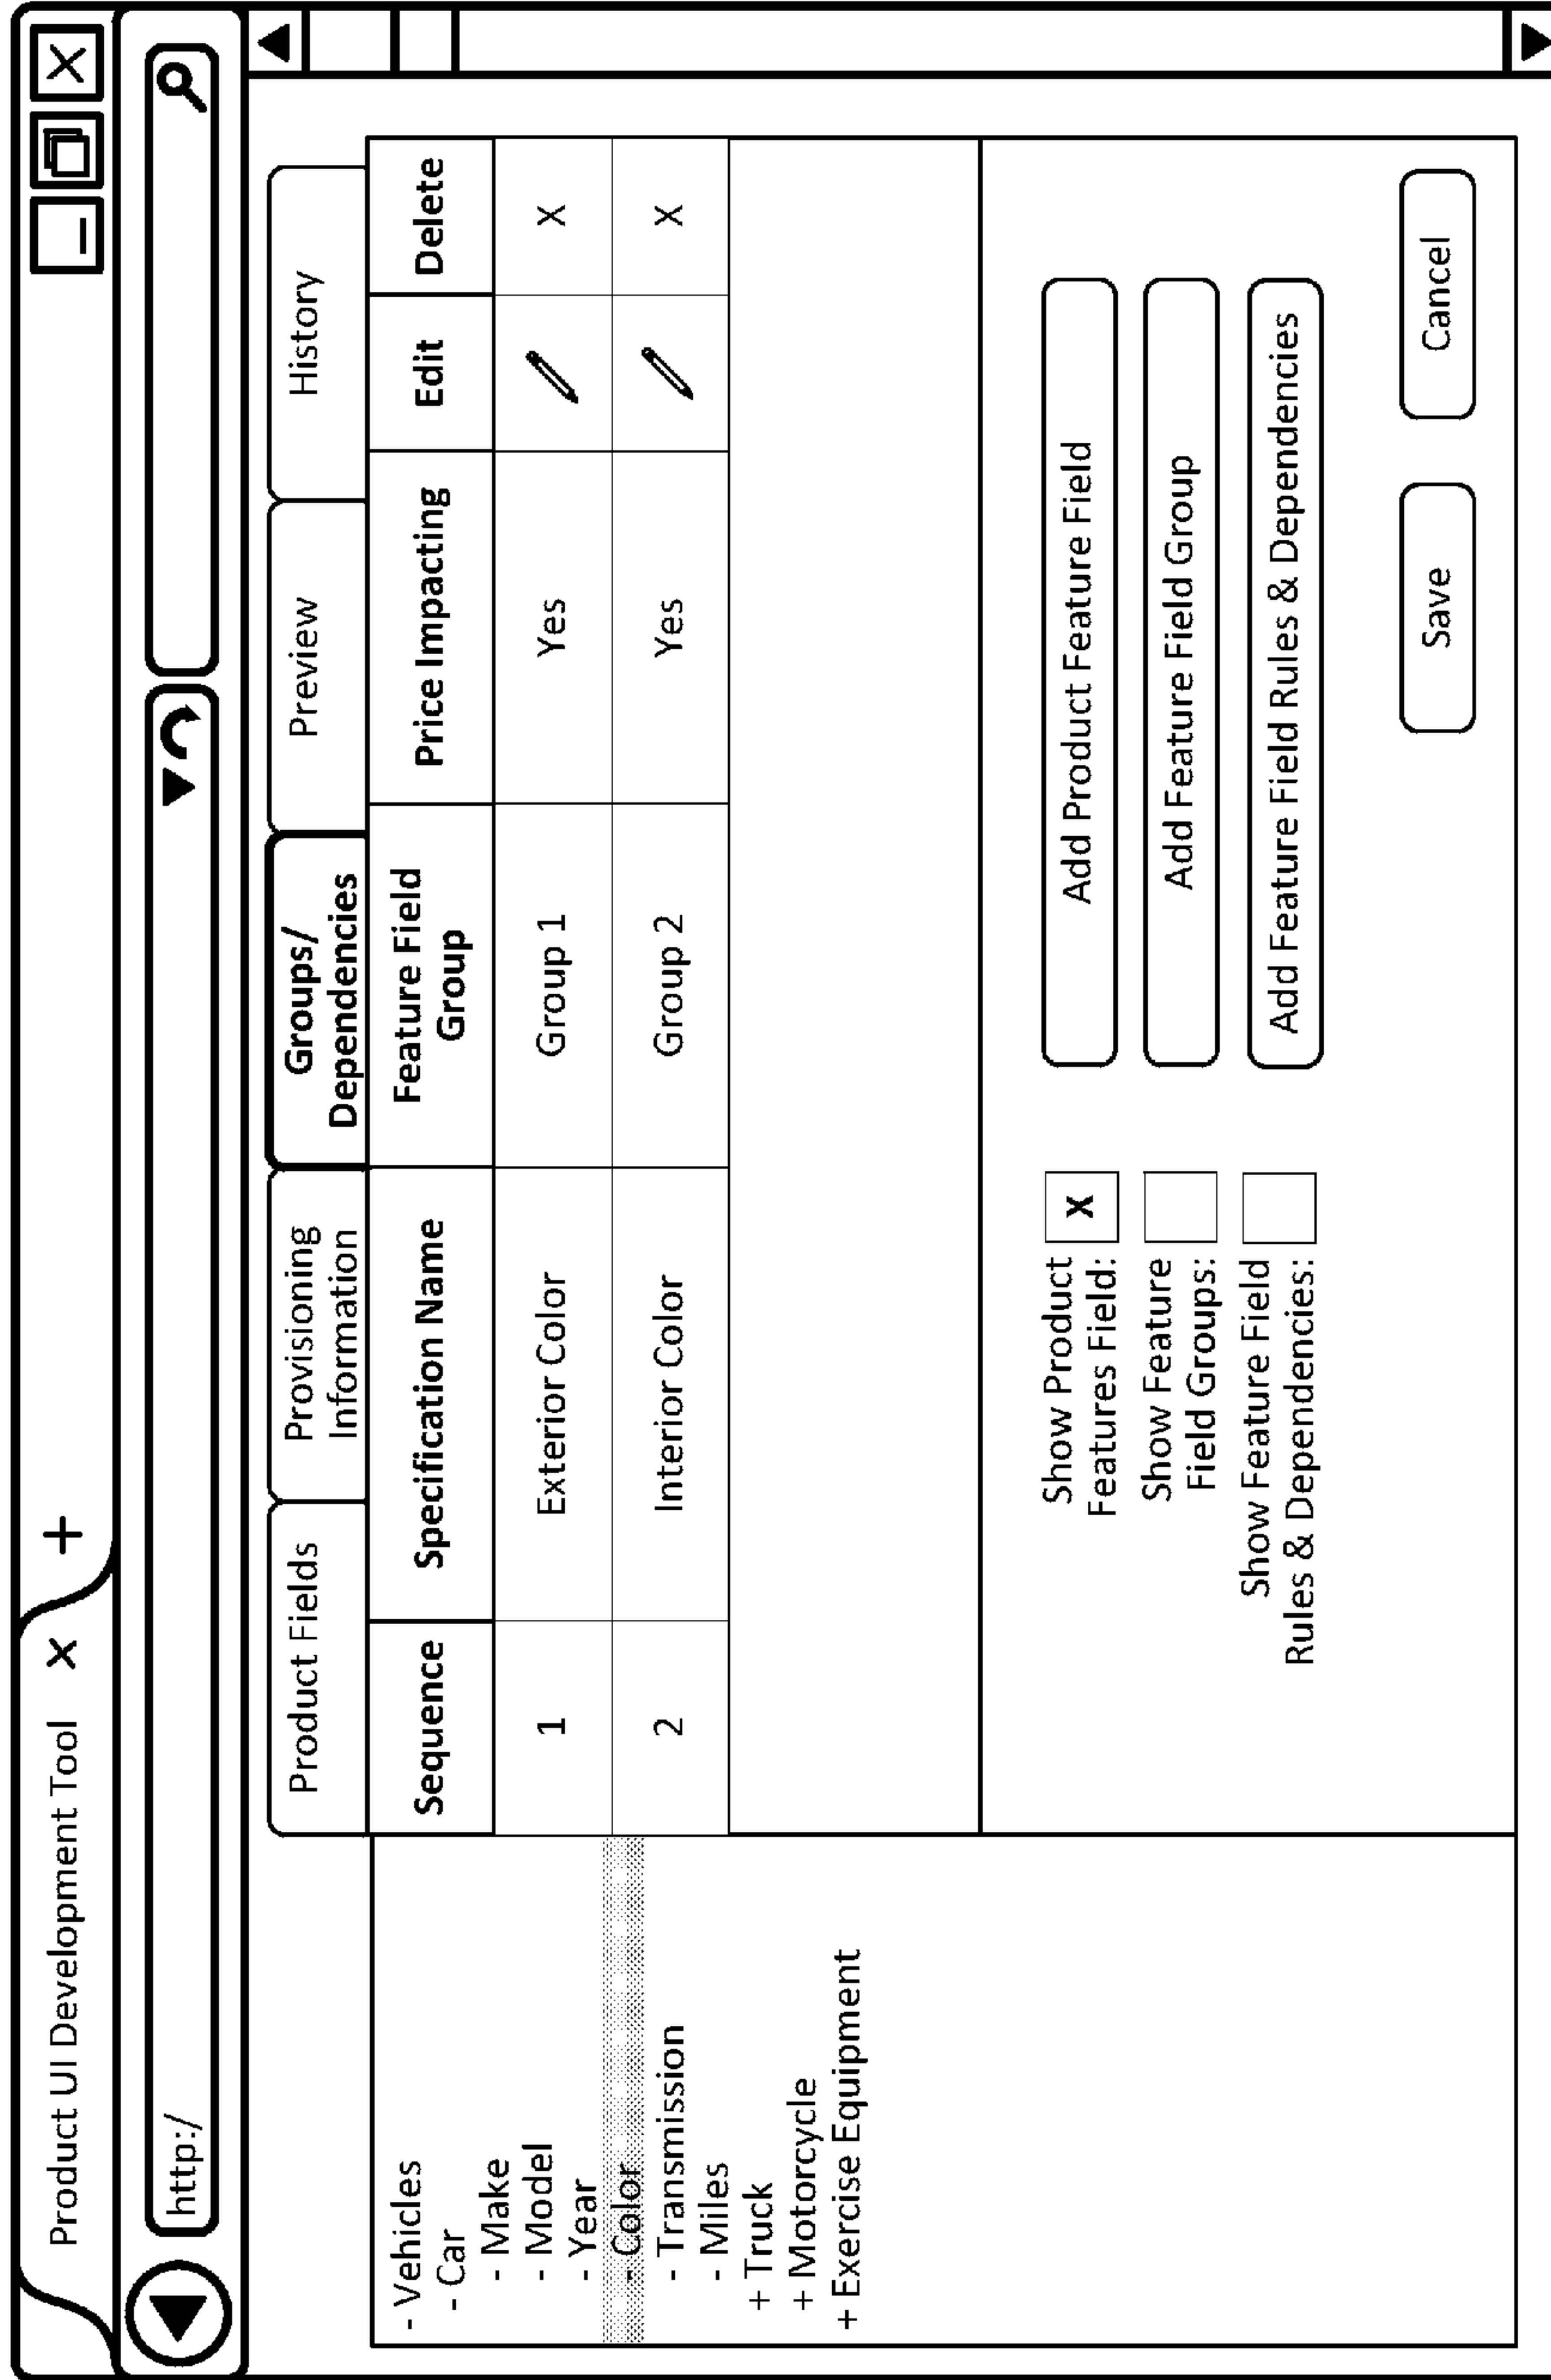 Product UI Development Tool x +
http:/
Product Fields
Provisioning
Information
Groups/
Dependencies
Preview
History
- Vehicles
- Car
- Make
- Model
- Year
- Color
- Transmission
- Miles
+ Truck
+ Motorcycle
+ Exercise Equipment
Sequence Specification Name Feature Field Group Price Impacting Edit Delete
1 Exterior Color Group 1 Yes X
2 Interior Color Group 2 Yes X
Show Product
Features Field: x
Add Product Feature Field
Show Feature
Field Groups:
Add Feature Field Group
Show Feature Field
Rules & Dependencies:
Add Feature Field Rules & Dependencies
Save Cancel